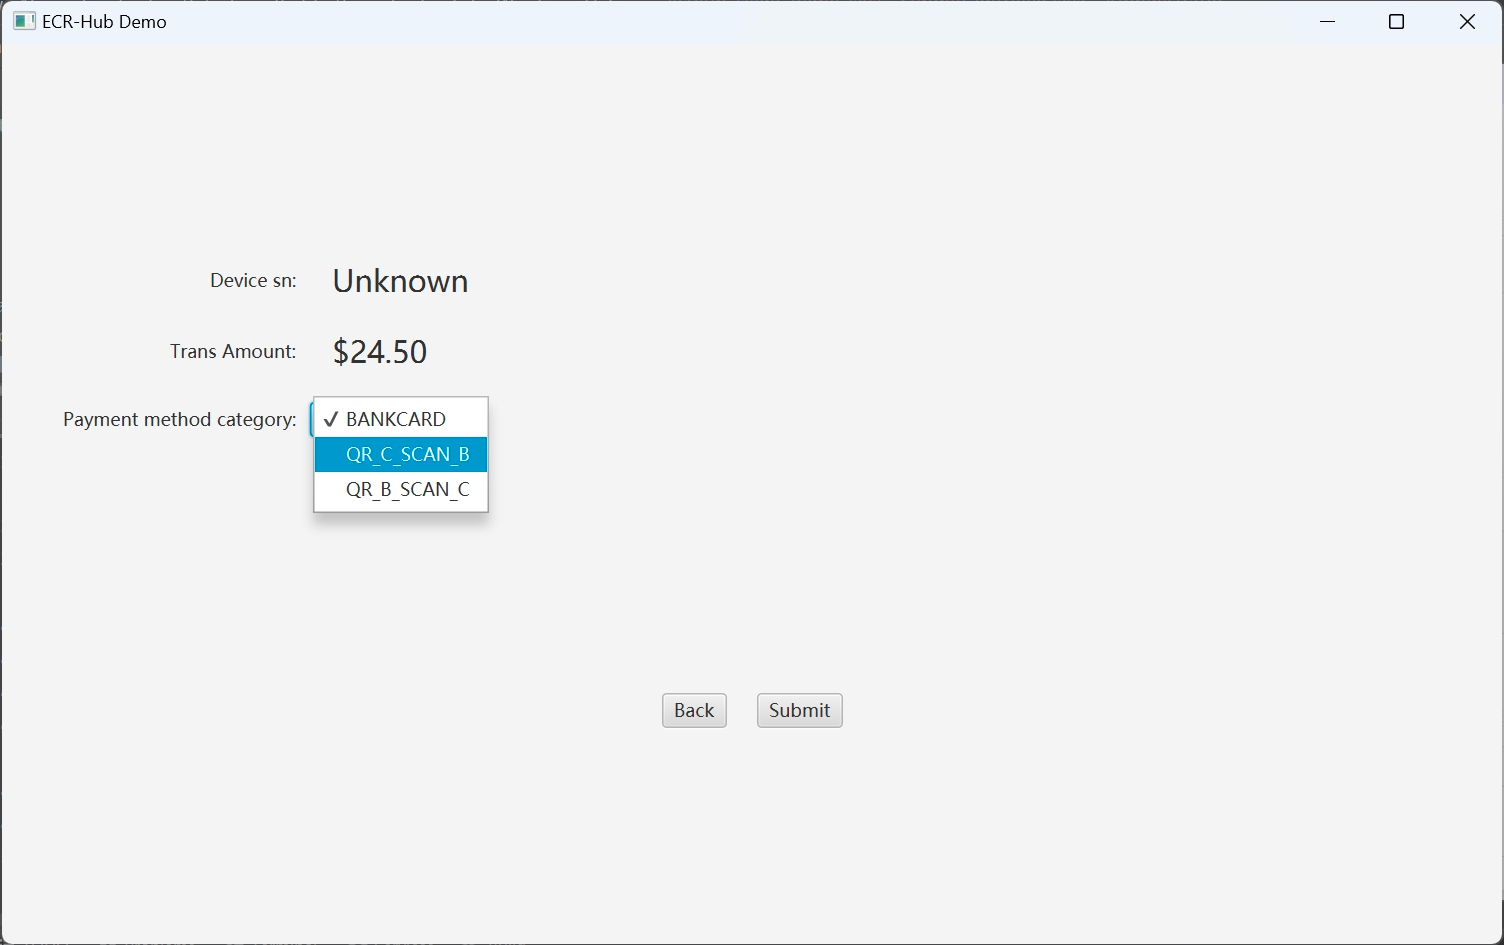 ECR-Hub Demo
Device sn: Unknown
Trans Amount: $24.50
Payment method category: ✓ BANKCARD
QR_C_SCAN_B
QR_B_SCAN_C
Back Submit